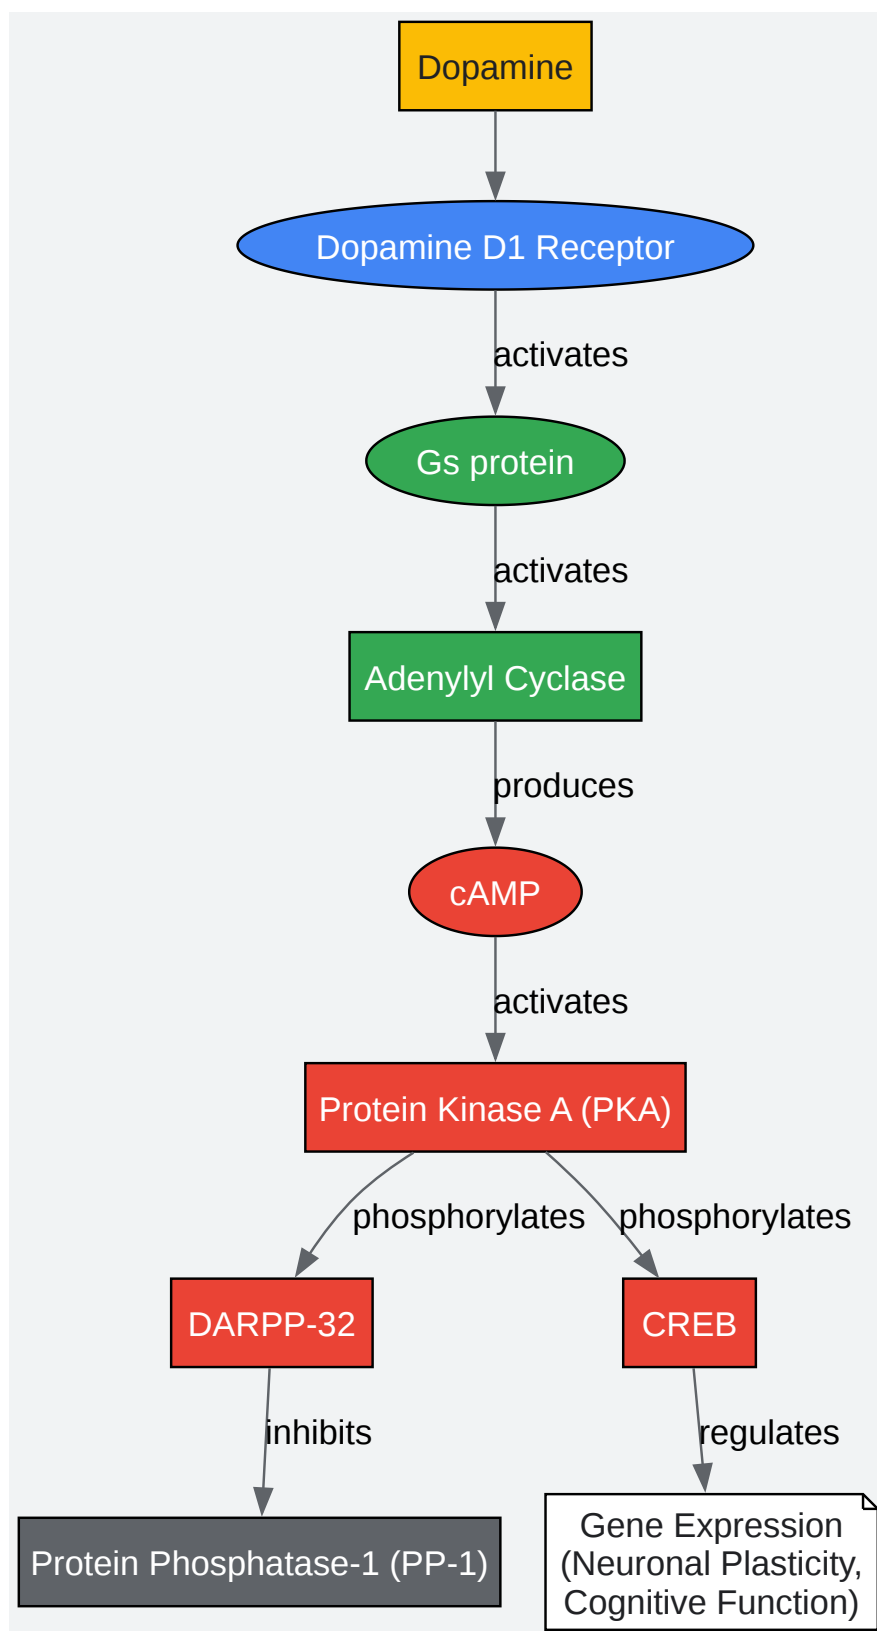 Dopamine
Dopamine D1 Receptor
activates
Gs protein
activates
Adenylyl Cyclase
produces
cAMP
activates
Protein Kinase A (PKA)
phosphorylates
phosphorylates
DARPP-32
CREB
inhibits
regulates
Protein Phosphatase-1 (PP-1)
Gene Expression
(Neuronal Plasticity,
Cognitive Function)